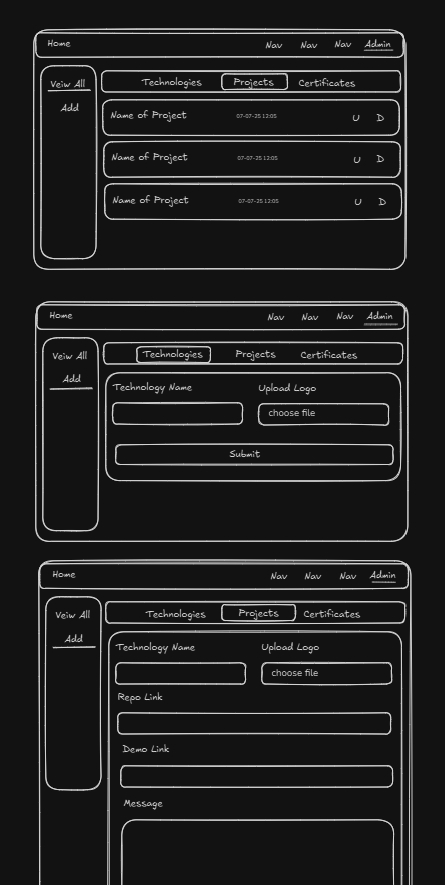 Home Nav Nav Nav Admin
Veiw All Technologies Projects Certificates
Add
Name of Project 07-07-25 12:05 U D
Name of Project 07-07-25 12:05 U D
Name of Project 07-07-25 12:05 U D
Home Nav Nav Nav Admin
Veiw All Technologies Projects Certificates
Add
Technology Name Upload Logo
choose file
Submit
Home Nav Nav Nav Admin
Veiw All Technologies Projects Certificates
Add
Technology Name Upload Logo
choose file
Repo Link
Demo Link
Message